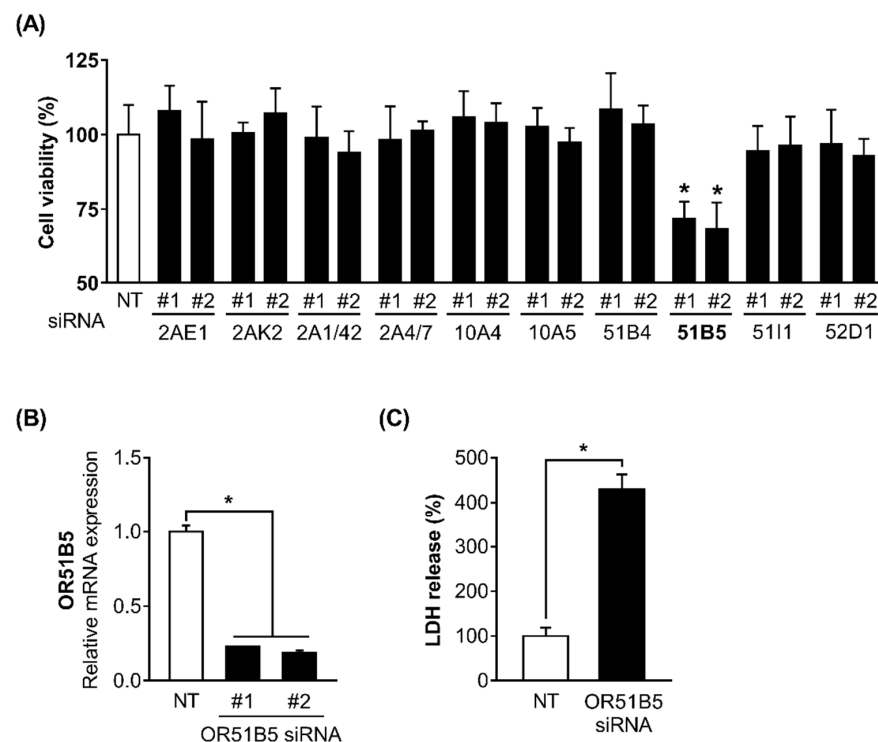 (A)
Cell viability (%)
125
100
75
50
* *
NT #1 #2 #1 #2 #1 #2 #1 #2 #1 #2 #1 #2 #1 #2 #1 #2 #1 #2 #1 #2
siRNA
2AE1 2AK2 2A1/42 2A4/7 10A4 10A5 51B4 51B5 51I1 52D1
(B)
OR51B5
Relative mRNA expression
1.5
1.0
0.5
0.0
*
NT #1 #2
OR51B5 siRNA
(C)
LDH release (%)
500
400
300
200
100
0
*
NT OR51B5
siRNA